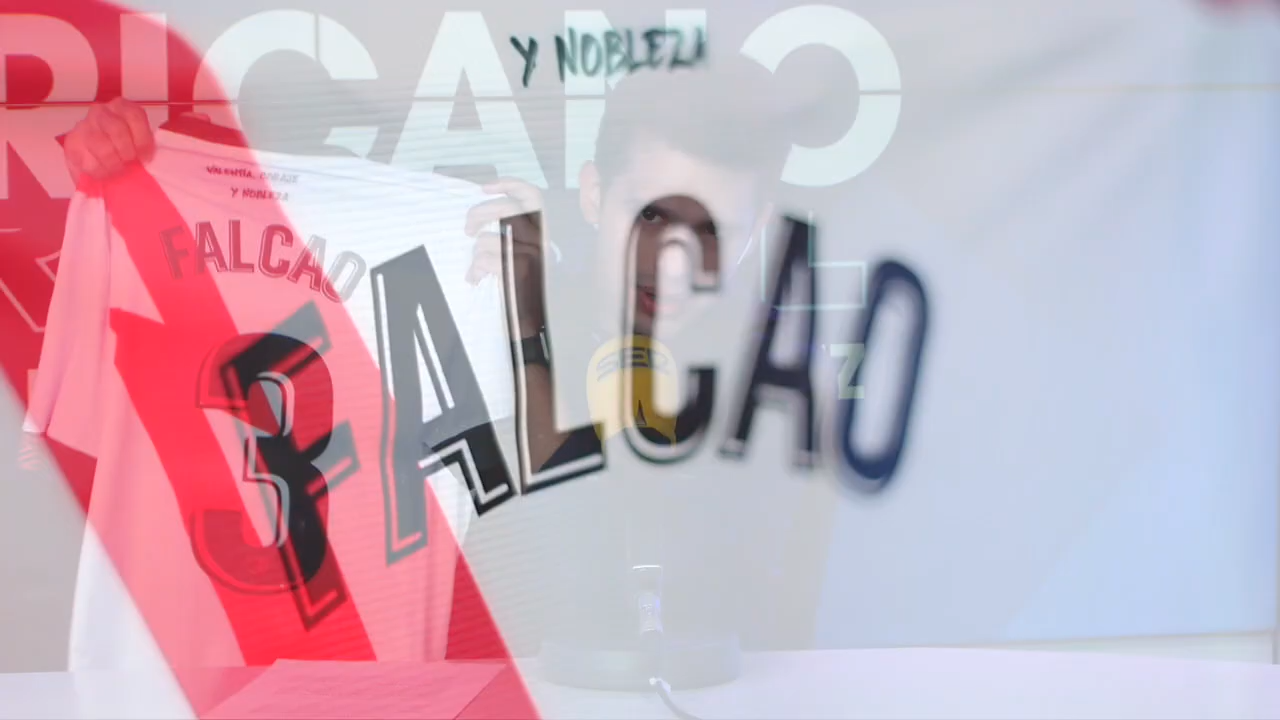 RICANO
Y NOBLEZA
VALENTÍA, CORAJE
Y NOBLEZA
FALCAO
3
FALCAO